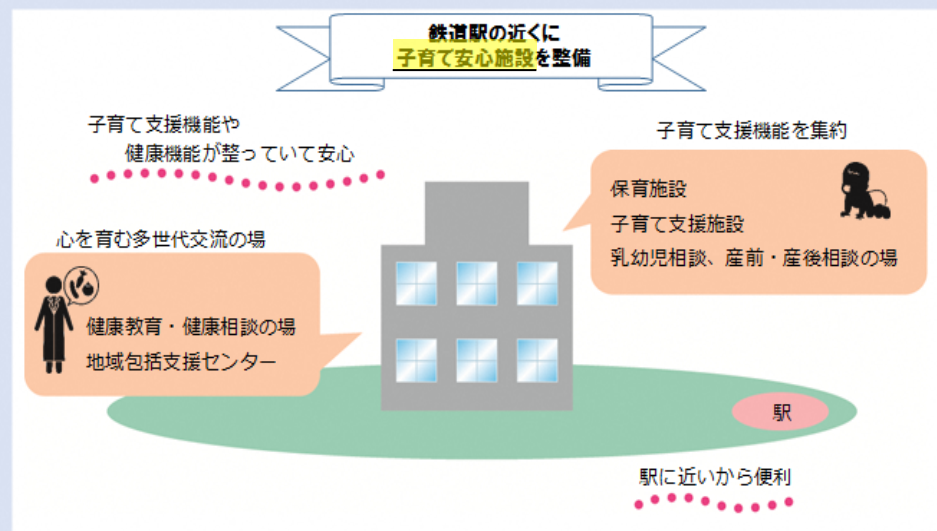 鉄道駅の近くに
子育て安心施設を整備
子育て支援機能や
健康機能が整っていて安心
子育て支援機能を集約
保育施設
子育て支援施設
乳幼児相談、産前・産後相談の場
心を育む多世代交流の場
健康教育・健康相談の場
地域包括支援センター
駅
駅に近いから便利